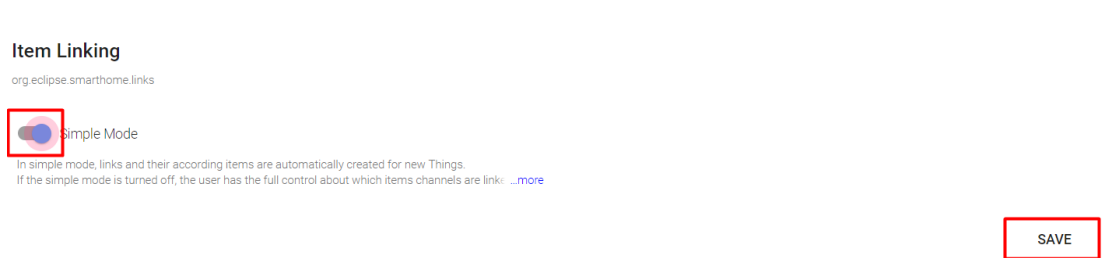 Item Linking
org.eclipse.smarthome.links
Simple Mode
In simple mode, links and their according items are automatically created for new Things.
If the simple mode is turned off, the user has the full control about which items channels are linke ...more
SAVE